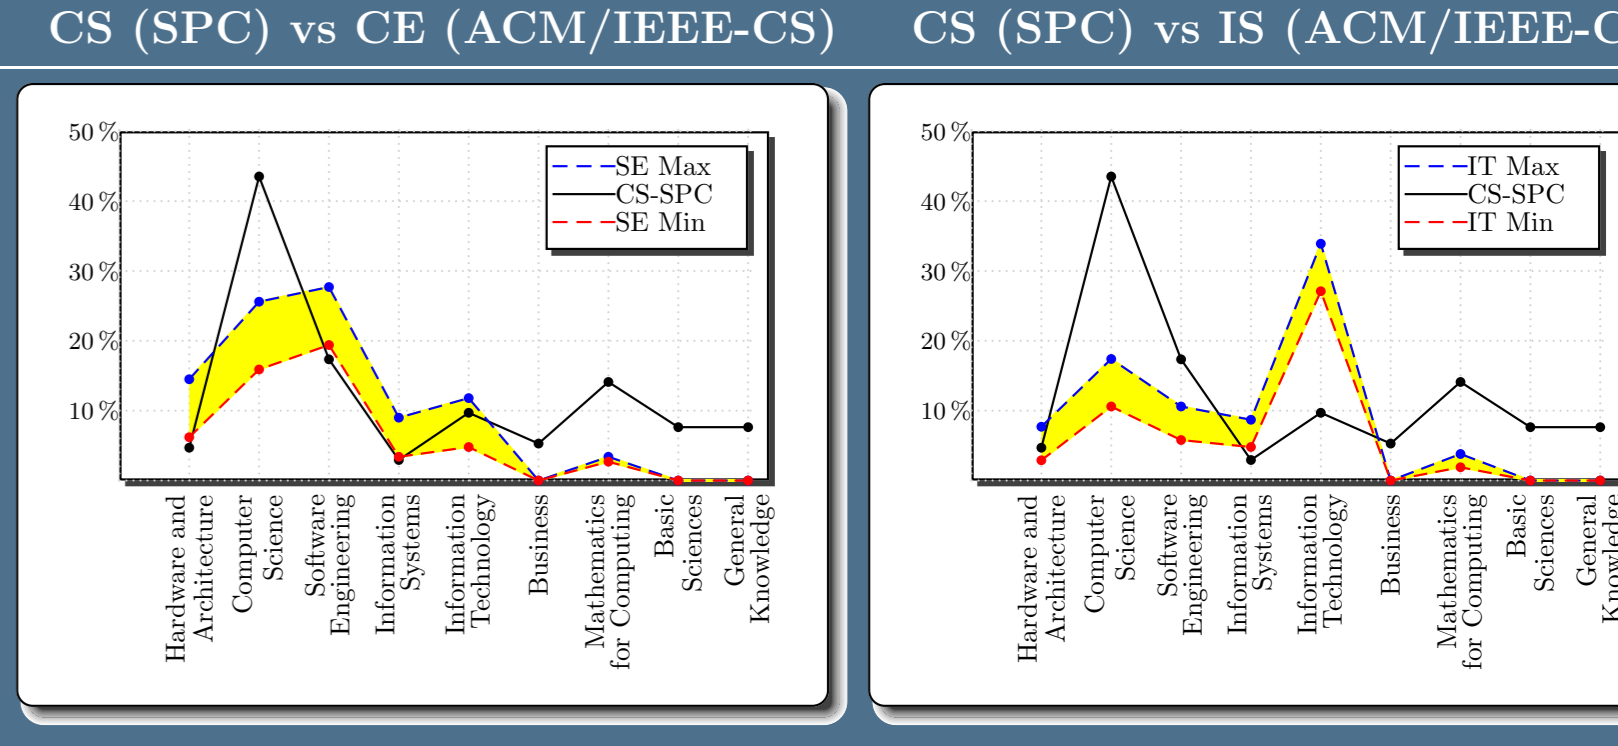 CS (SPC) vs CE (ACM/IEEE-CS)
50 %
40 %
30 %
20 %
10 %
SE Max
CS-SPC
SE Min
Hardware and
Architecture
Computer
Science
Software
Engineering
Information
Systems
Information
Technology
Business
Mathematics
for Computing
Basic
Sciences
General
Knowledge
CS (SPC) vs IS (ACM/IEEE-C
50 %
40 %
30 %
20 %
10 %
IT Max
CS-SPC
IT Min
Hardware and
Architecture
Computer
Science
Software
Engineering
Information
Systems
Information
Technology
Business
Mathematics
for Computing
Basic
Sciences
General
Knowledge